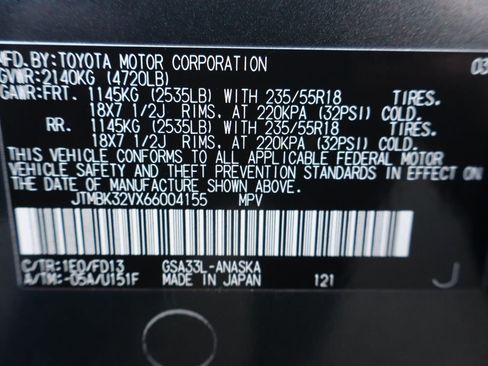 MFD. BY: TOYOTA MOTOR CORPORATION 03
GVWR: 2140KG (4720LB)
GAWR: FRT. 1145KG (2535LB) WITH 235/55R18 TIRES.
18X7 1/2J RIMS, AT 220KPA (32PSI) COLD.
RR. 1145KG (2535LB) WITH 235/55R18 TIRES.
18X7 1/2J RIMS, AT 220KPA (32PSI) COLD.
THIS VEHICLE CONFORMS TO ALL APPLICABLE FEDERAL MOTOR
VEHICLE SAFETY AND THEFT PREVENTION STANDARDS IN EFFECT ON
THE DATE OF MANUFACTURE SHOWN ABOVE.
JTMBK32VX66004155 MPV
C/TR: 1E0/FD13 GSA33L-ANASKA
A/TM: -05A/U151F MADE IN JAPAN 121 J